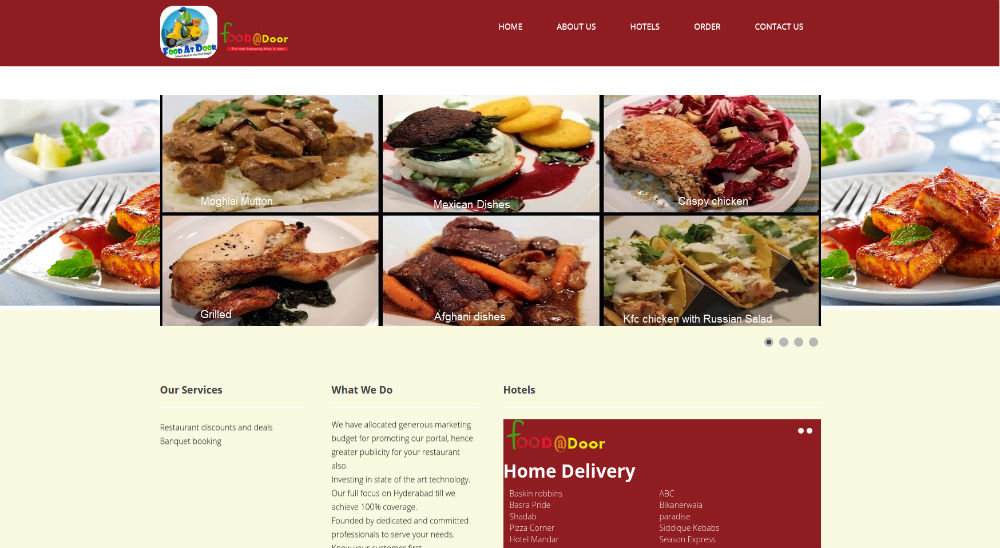 FOOD AT DOOR
food@Door
HOME
ABOUT US
HOTELS
ORDER
CONTACT US
Moghlai Mutton
Mexican Dishes
Crispy chicken
Grilled
Afghani dishes
Kfc chicken with Russian Salad
Our Services
Restaurant discounts and deals
Banquet booking
What We Do
We have allocated generous marketing
budget for promoting our portal, hence
greater publicity for your restaurant
also.
Investing in state of the art technology.
Our full focus on Hyderabad till we
achieve 100% coverage.
Founded by dedicated and committed
professionals to serve your needs.
Know your customer first
Hotels
food@Door
Home Delivery
Baskin robbins
Basra Pride
Shadab
Pizza Corner
Hotel Mandar
ABC
Bikanerwala
paradise
Siddique Kebabs
Season Express